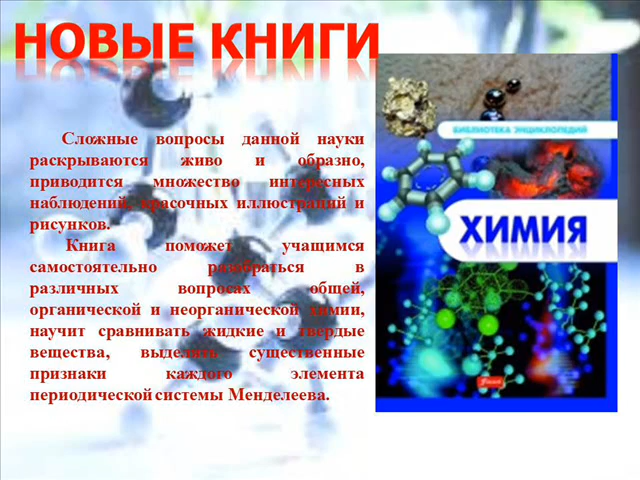 НОВЫЕ КНИГИ
Сложные вопросы данной науки
раскрываются живо и образно,
приводится множество интересных
наблюдений, красочных иллюстраций и
рисунков.
Книга поможет учащимся
самостоятельно разобраться в
различных вопросах общей,
органической и неорганической химии,
научит сравнивать жидкие и твердые
вещества, выделять существенные
признаки каждого элемента
периодической системы Менделеева.
БИБЛИОТЕКА ЭНЦИКЛОПЕДИЙ
ХИМИЯ